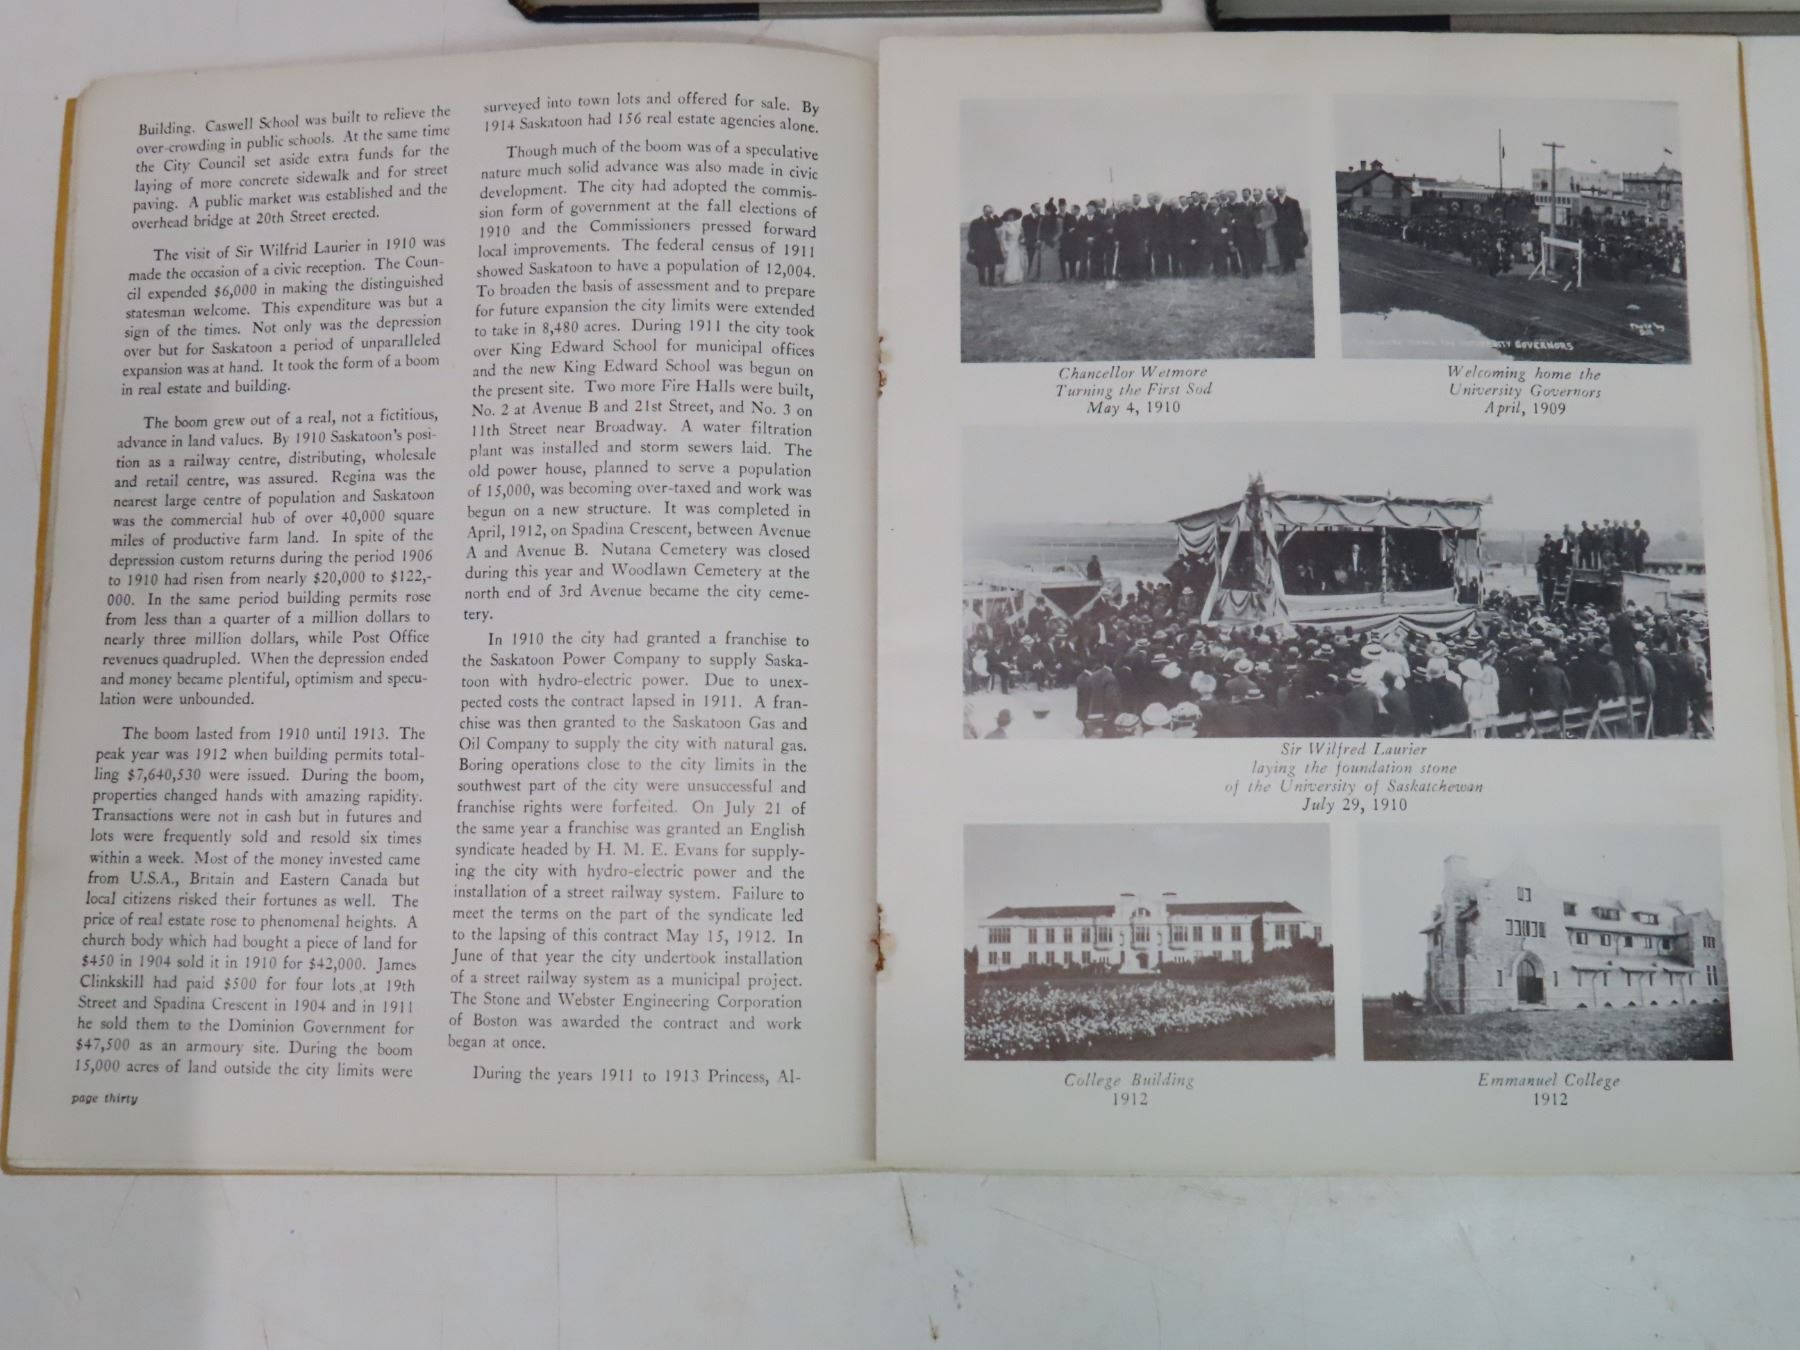 Building. Caswell School was built to relieve the
over-crowding in public schools. At the same time
the City Council set aside extra funds for the
laying of more concrete sidewalk and for street
paving. A public market was established and the
overhead bridge at 20th Street erected.
The visit of Sir Wilfrid Laurier in 1910 was
made the occasion of a civic reception. The Coun-
cil expended $6,000 in making the distinguished
statesman welcome. This expenditure was but a
sign of the times. Not only was the depression
over but for Saskatoon a period of unparalleled
expansion was at hand. It took the form of a boom
in real estate and building.
The boom grew out of a real, not a fictitious,
advance in land values. By 1910 Saskatoon's posi-
tion as a railway centre, distributing, wholesale
and retail centre, was assured. Regina was the
nearest large centre of population and Saskatoon
was the commercial hub of over 40,000 square
miles of productive farm land. In spite of the
depression custom returns during the period 1906
to 1910 had risen from nearly $20,000 to $122,-
000. In the same period building permits rose
from less than a quarter of a million dollars to
nearly three million dollars, while Post Office
revenues quadrupled. When the depression ended
and money became plentiful, optimism and specu-
lation were unbounded.
The boom lasted from 1910 until 1913. The
peak year was 1912 when building permits total-
ling $7,640,530 were issued. During the boom,
properties changed hands with amazing rapidity.
Transactions were not in cash but in futures and
lots were frequently sold and resold six times
within a week. Most of the money invested came
from U.S.A., Britain and Eastern Canada but
local citizens risked their fortunes as well. The
price of real estate rose to phenomenal heights. A
church body which had bought a piece of land for
$450 in 1904 sold it in 1910 for $42,000. James
Clinkskill had paid $500 for four lots at 19th
Street and Spadina Crescent in 1904 and in 1911
he sold them to the Dominion Government for
$47,500 as an armoury site. During the boom
15,000 acres of land outside the city limits were
page thirty
surveyed into town lots and offered for sale. By
1914 Saskatoon had 156 real estate agencies alone.
Though much of the boom was of a speculative
nature much solid advance was also made in civic
development. The city had adopted the commis-
sion form of government at the fall elections of
1910 and the Commissioners pressed forward
local improvements. The federal census of 1911
showed Saskatoon to have a population of 12,004.
To broaden the basis of assessment and to prepare
for future expansion the city limits were extended
to take in 8,480 acres. During 1911 the city took
over King Edward School for municipal offices
and the new King Edward School was begun on
the present site. Two more Fire Halls were built,
No. 2 at Avenue B and 21st Street, and No. 3 on
11th Street near Broadway. A water filtration
plant was installed and storm sewers laid. The
old power house, planned to serve a population
of 15,000, was becoming over-taxed and work was
begun on a new structure. It was completed in
April, 1912, on Spadina Crescent, between Avenue
A and Avenue B. Nutana Cemetery was closed
during this year and Woodlawn Cemetery at the
north end of 3rd Avenue became the city ceme-
tery.
In 1910 the city had granted a franchise to
the Saskatoon Power Company to supply Saska-
toon with hydro-electric power. Due to unex-
pected costs the contract lapsed in 1911. A fran-
chise was then granted to the Saskatoon Gas and
Oil Company to supply the city with natural gas.
Boring operations close to the city limits in the
southwest part of the city were unsuccessful and
franchise rights were forfeited. On July 21 of
the same year a franchise was granted an English
syndicate headed by H. M. E. Evans for supply-
ing the city with hydro-electric power and the
installation of a street railway system. Failure to
meet the terms on the part of the syndicate led
to the lapsing of this contract May 15, 1912. In
June of that year the city undertook installation
of a street railway system as a municipal project.
The Stone and Webster Engineering Corporation
of Boston was awarded the contract and work
began at once.
During the years 1911 to 1913 Princess, Al-
Photo by
UNIVERSITY GOVERNORS
Chancellor Wetmore
Turning the First Sod
May 4, 1910
Welcoming home the
University Governors
April, 1909
Sir Wilfred Laurier
laying the foundation stone
of the University of Saskatchewan
July 29, 1910
College Building
1912
Emmanuel College
1912